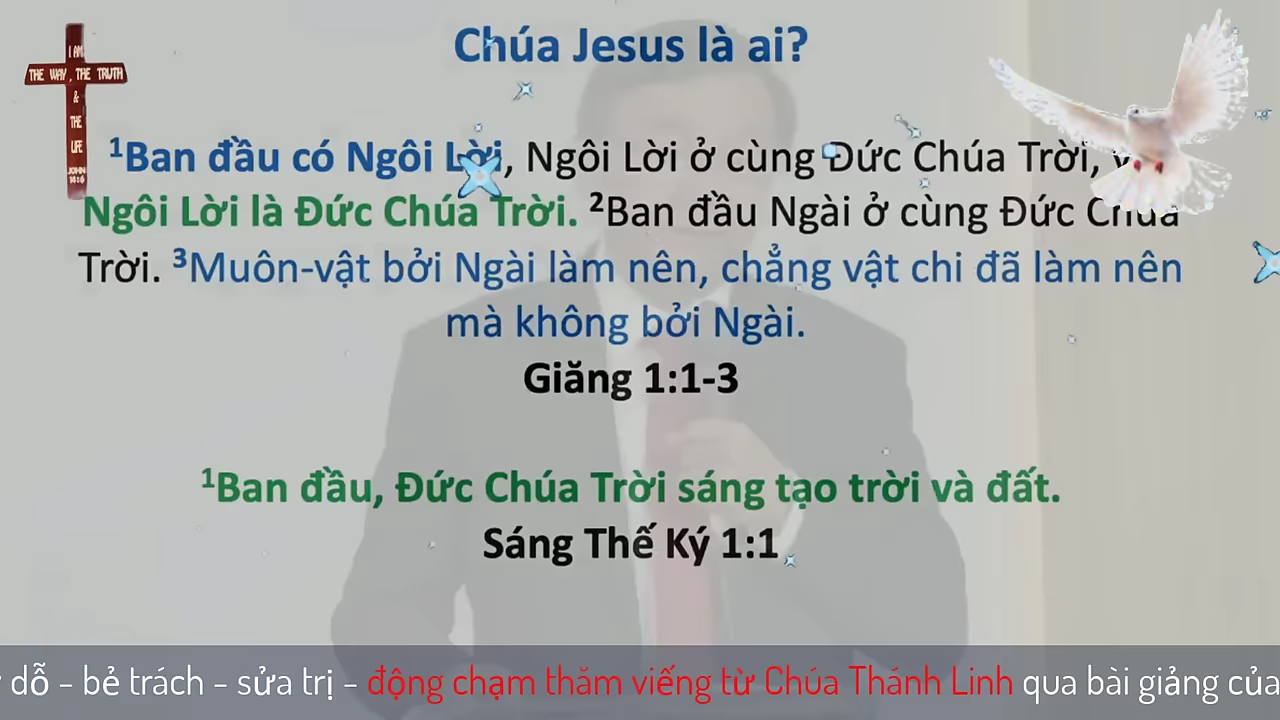 Chúa Jesus là ai?
I AM
THE WAY, THE TRUTH
&
THE
LIFE
JOHN
14:6
¹Ban đầu có Ngôi Lời, Ngôi Lời ở cùng Đức Chúa Trời,
Ngôi Lời là Đức Chúa Trời. ²Ban đầu Ngài ở cùng Đức Chúa
Trời. ³Muôn-vật bởi Ngài làm nên, chẳng vật chi đã làm nên
mà không bởi Ngài.
Giăng 1:1-3
¹Ban đầu, Đức Chúa Trời sáng tạo trời và đất.
Sáng Thế Ký 1:1
dỗ - bẻ trách - sửa trị - động chạm thăm viếng từ Chúa Thánh Linh qua bài giảng của